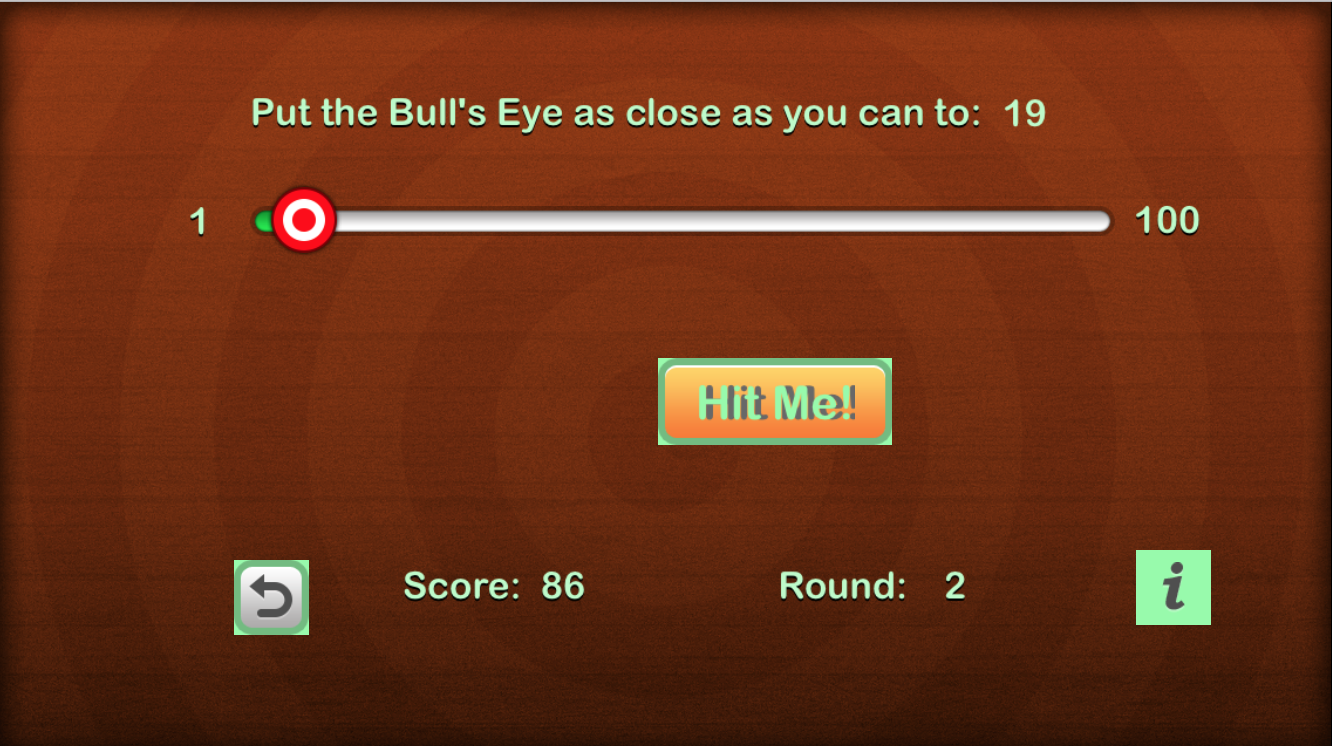 Put the Bull's Eye as close as you can to: 19
1 100
Hit Me!
Score: 86 Round: 2
i